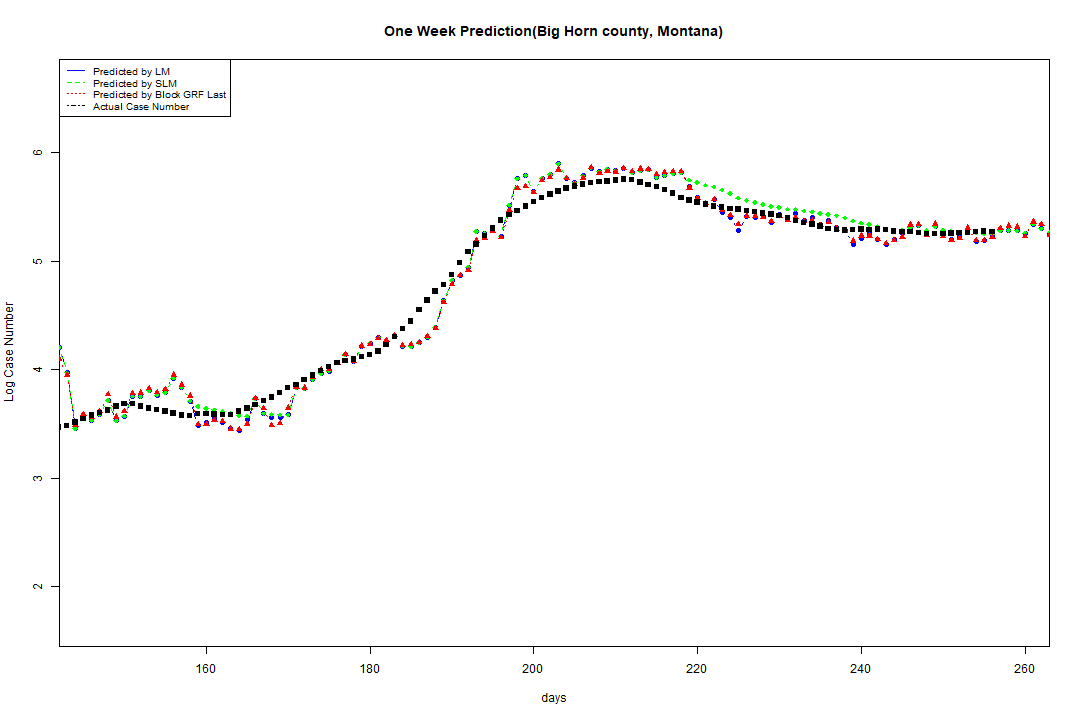 One Week Prediction(Big Horn county, Montana)
Predicted by LM
Predicted by SLM
Predicted by Block GRF Last
Actual Case Number
6
5
4
3
2
Log Case Number
160 180 200 220 240 260
days